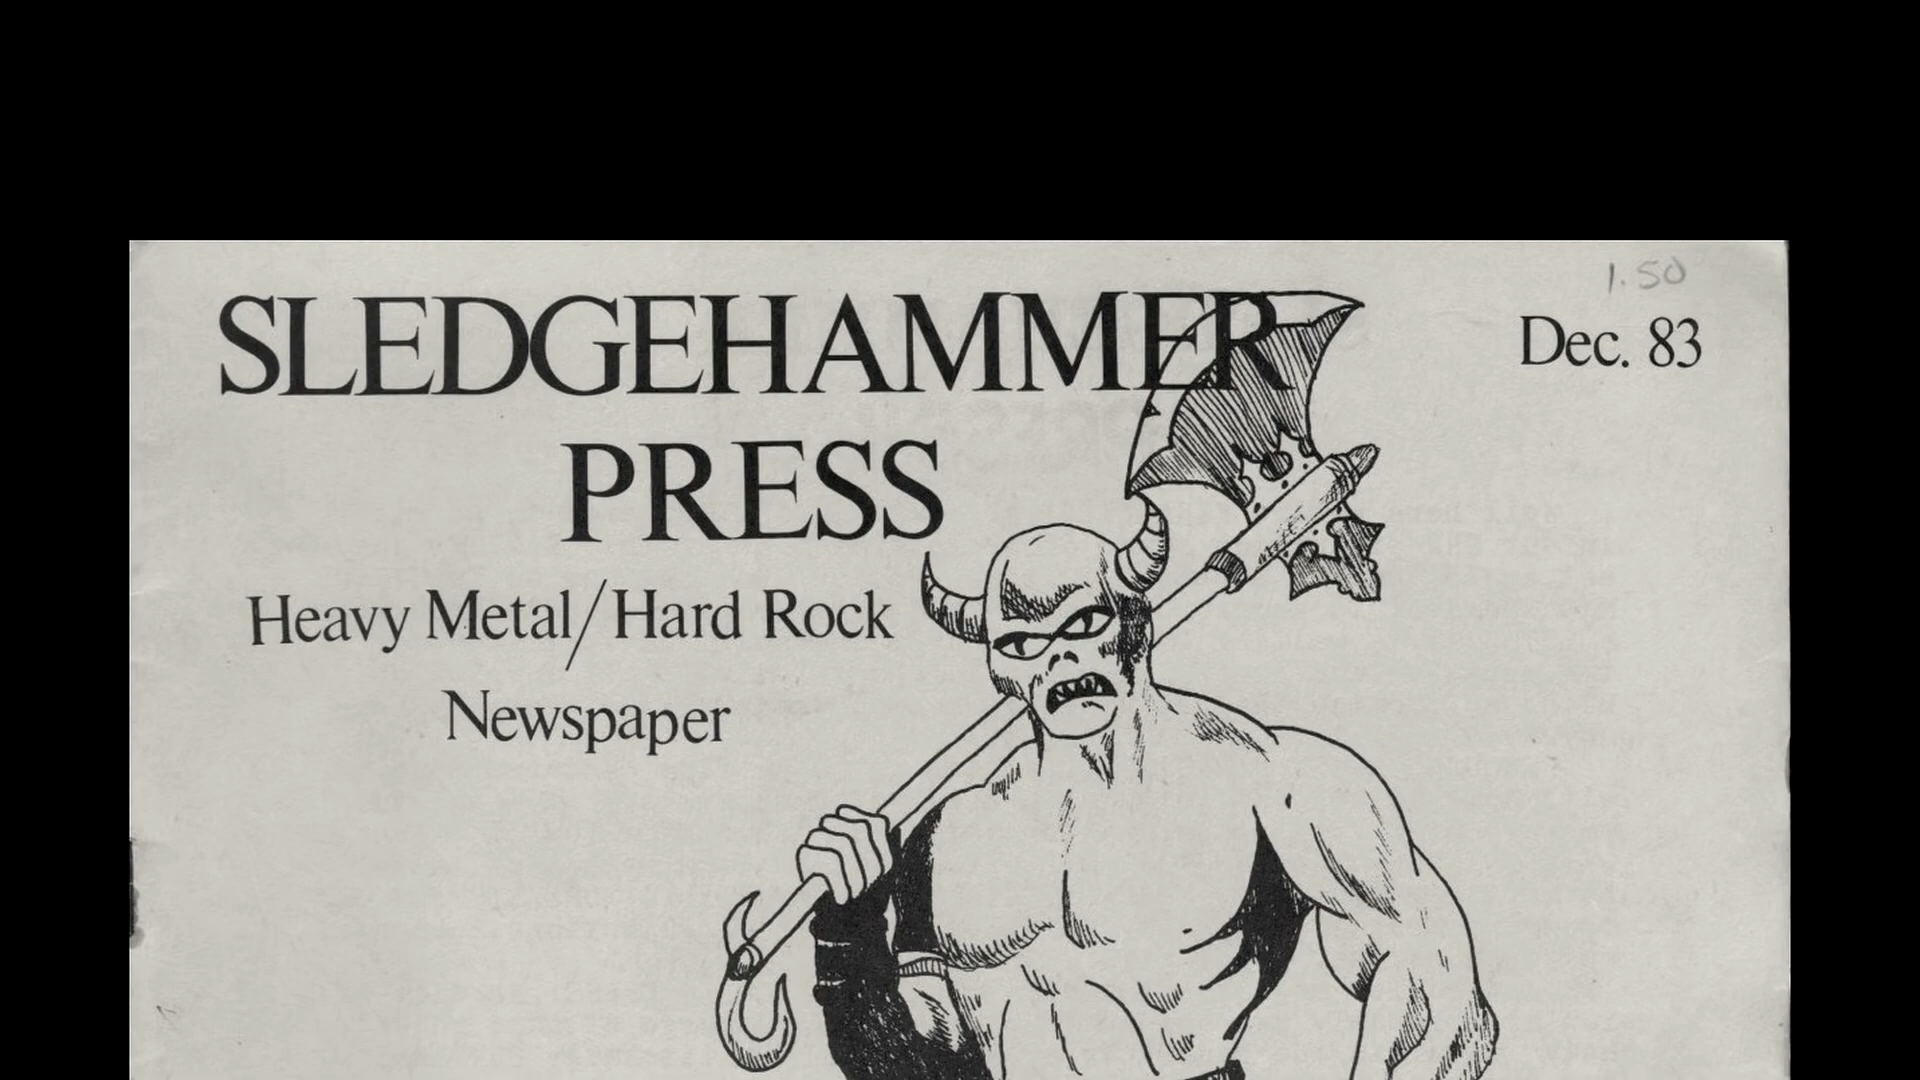 1.50
SLEDGEHAMMER
Dec. 83
PRESS
Heavy Metal/Hard Rock
Newspaper